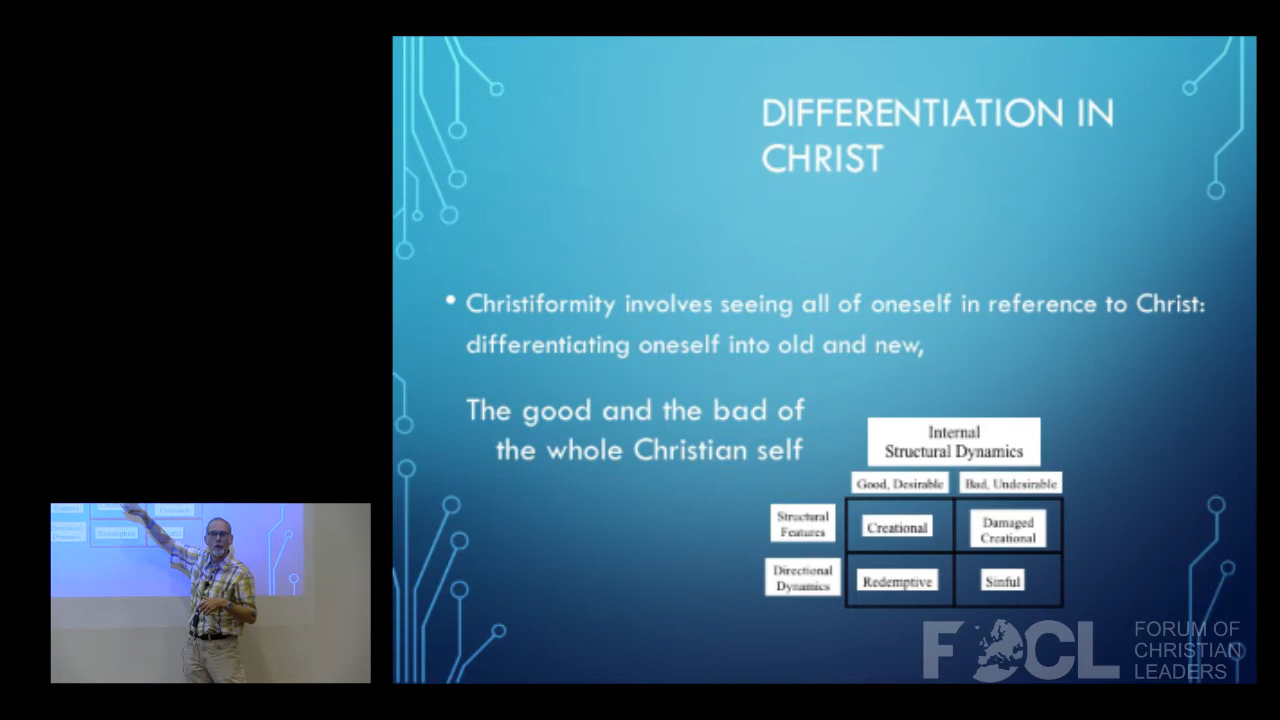 DIFFERENTIATION IN
CHRIST
• Christiformity involves seeing all of oneself in reference to Christ:
differentiating oneself into old and new,
The good and the bad of
the whole Christian self
Internal
Structural Dynamics
Good, Desirable
Bad, Undesirable
Structural
Features
Creational
Damaged
Creational
Directional
Dynamics
Redemptive
Sinful
FOCL
FORUM OF
CHRISTIAN
LEADERS
Redemptive